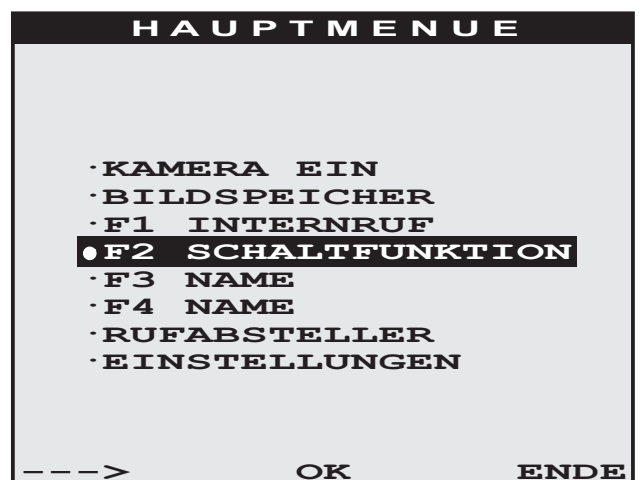 HAUPTMENUE
·KAMERA EIN
·BILDSPEICHER
·F1 INTERNRUF
●F2 SCHALTFUNKTION
·F3 NAME
·F4 NAME
·RUFABSTELLER
·EINSTELLUNGEN
---> OK ENDE